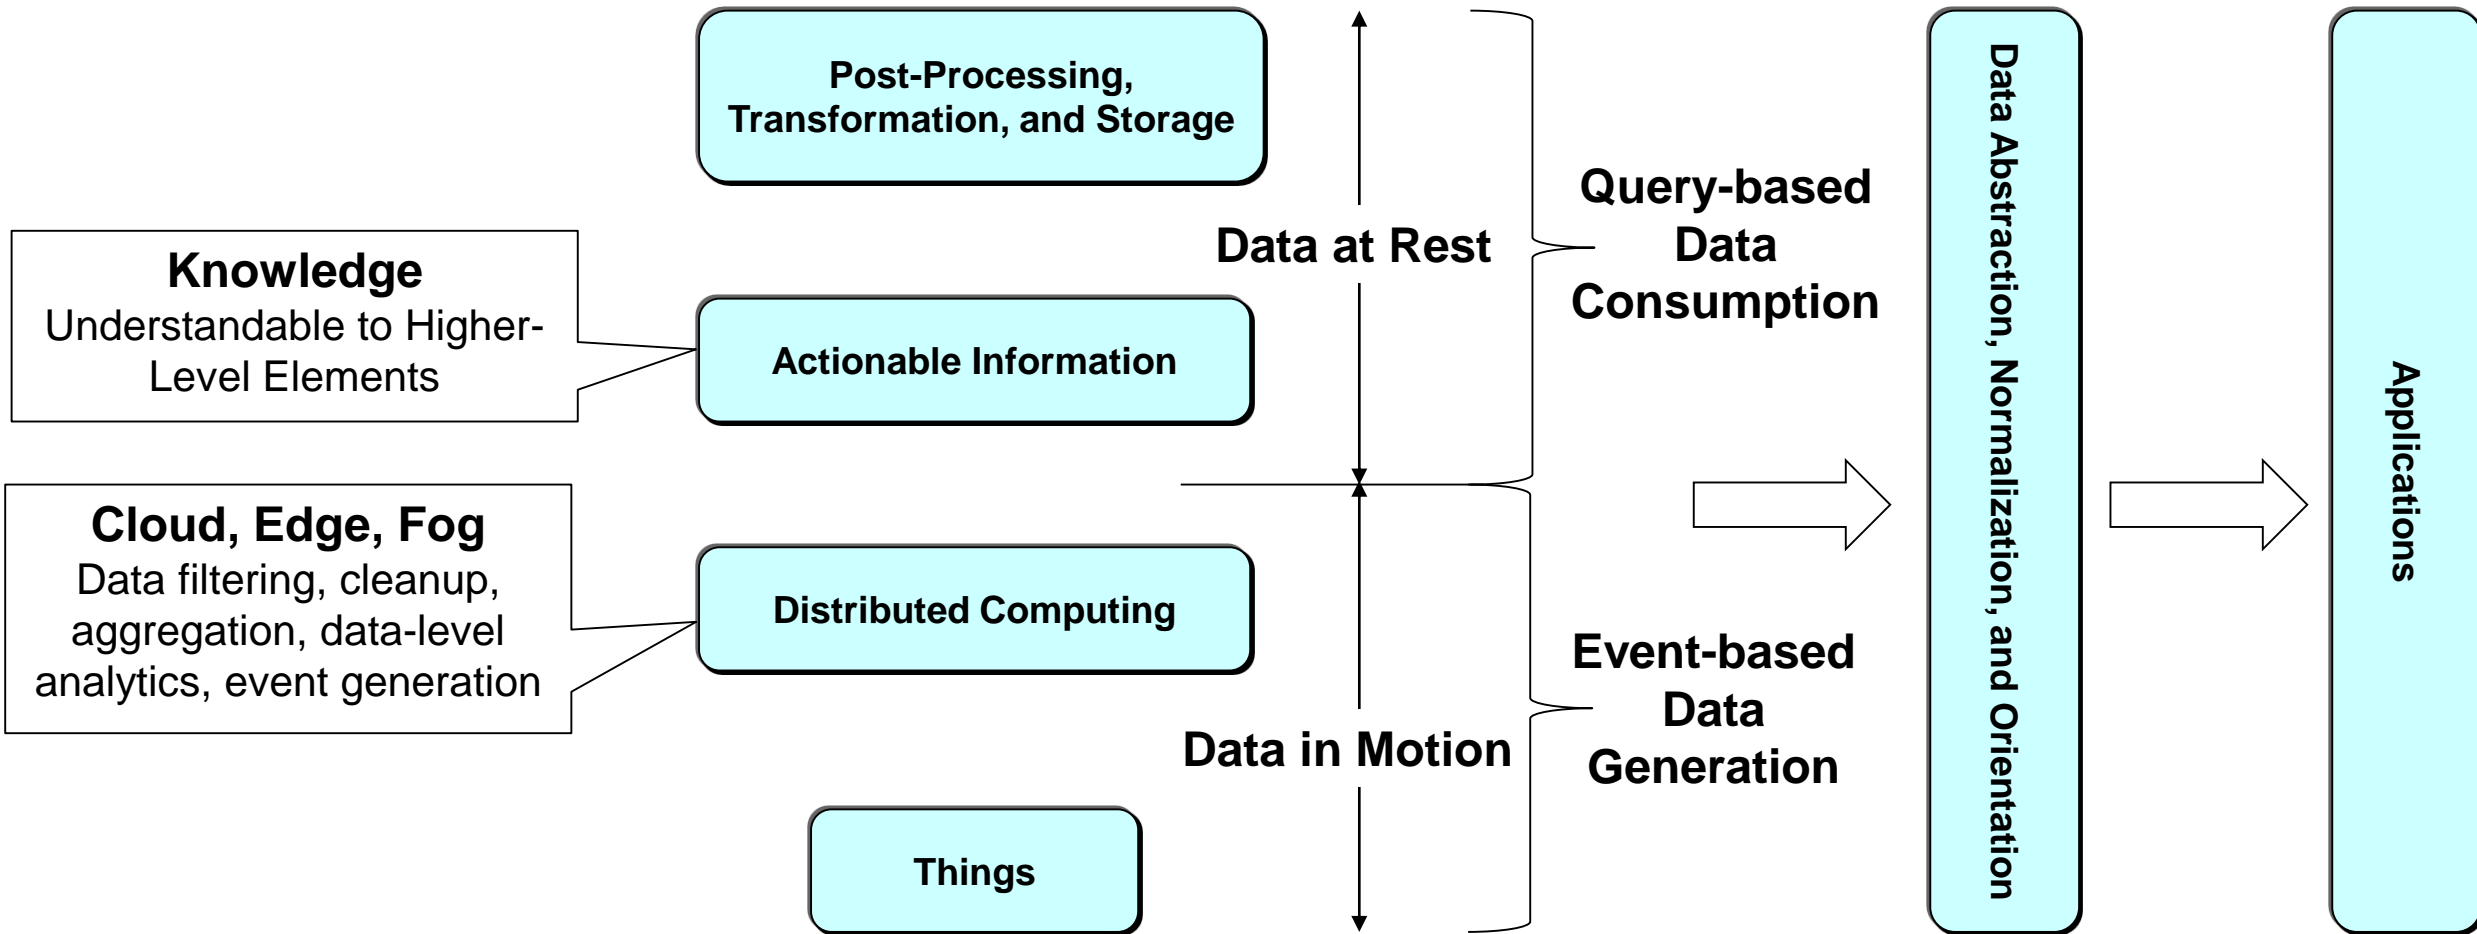 Post-Processing,
Transformation, and Storage
Knowledge
Understandable to Higher-
Level Elements
Actionable Information
Cloud, Edge, Fog
Data filtering, cleanup,
aggregation, data-level
analytics, event generation
Distributed Computing
Things
Data at Rest
Data in Motion
Query-based
Data
Consumption
Event-based
Data
Generation
Data Abstraction, Normalization, and Orientation
Applications